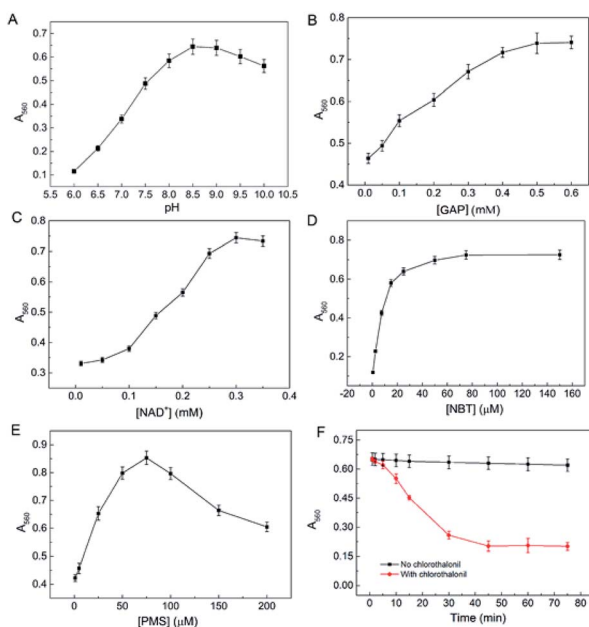 A
A560
0.8
0.7
0.6
0.5
0.4
0.3
0.2
0.1
5.5 6.0 6.5 7.0 7.5 8.0 8.5 9.0 9.5 10.0 10.5
pH
B
A560
0.8
0.7
0.6
0.5
0.4
0.0 0.1 0.2 0.3 0.4 0.5 0.6
[GAP] (mM)
C
A560
0.8
0.7
0.6
0.5
0.4
0.3
0.0 0.1 0.2 0.3 0.4
[NAD+] (mM)
D
A560
0.8
0.6
0.4
0.2
-20 0 20 40 60 80 100 120 140 160
[NBT] (μM)
E
A560
0.9
0.8
0.7
0.6
0.5
0.4
0 50 100 150 200
[PMS] (μM)
F
A560
0.75
0.60
0.45
0.30
0.15
0.00
No chlorothalonil
With chlorothalonil
0 10 20 30 40 50 60 70 80
Time (min)